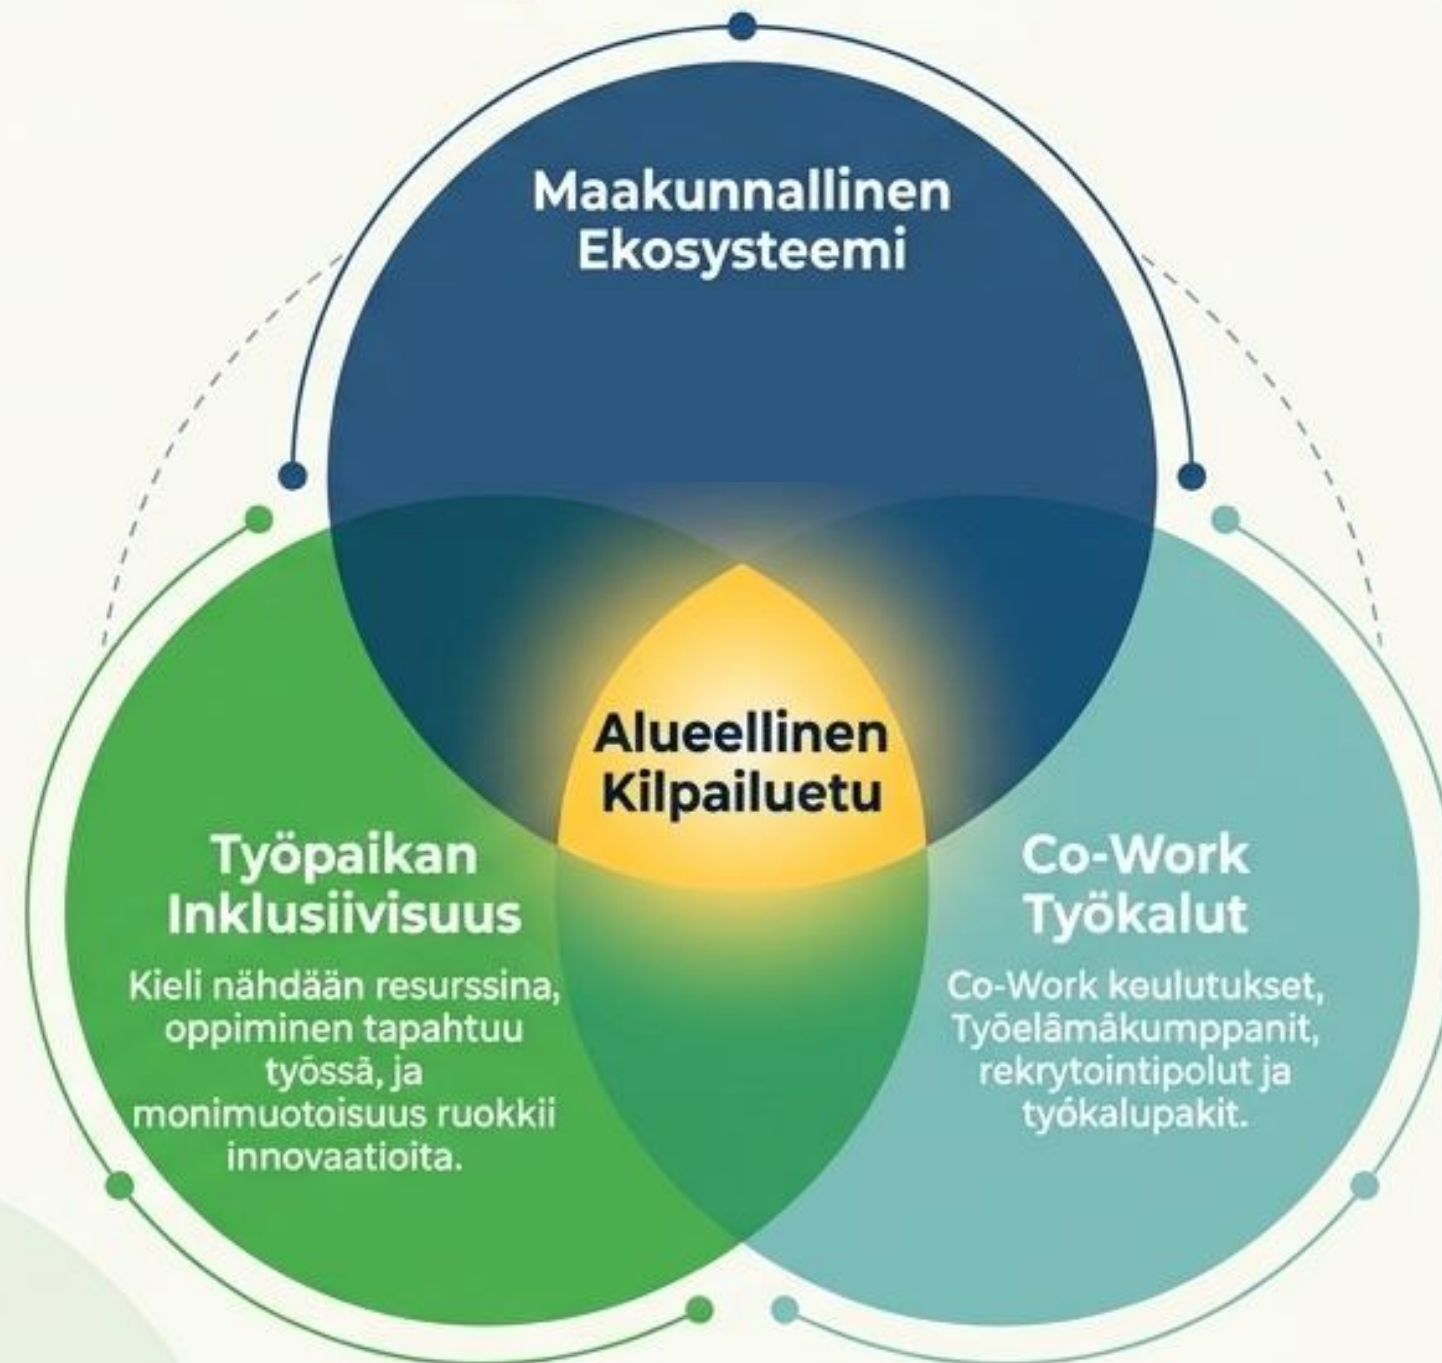 Maakunnallinen
Ekosysteemi
Alueellinen
Kilpailuetu
Työpaikan
Inklusiivisuus
Kieli nähdään resurssina,
oppiminen tapahtuu
työssä, ja
monimuotoisuus ruokkii
innovaatioita.
Co-Work
Työkalut
Co-Work keulutukset,
Työelâmâkumppanit,
rekrytointipolut ja
työkalupakit.